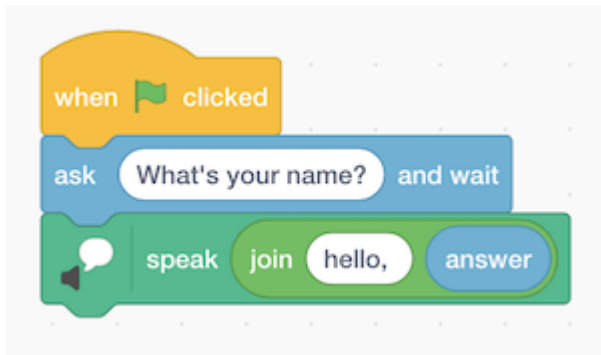 when clicked
ask What's your name? and wait
speak join hello, answer